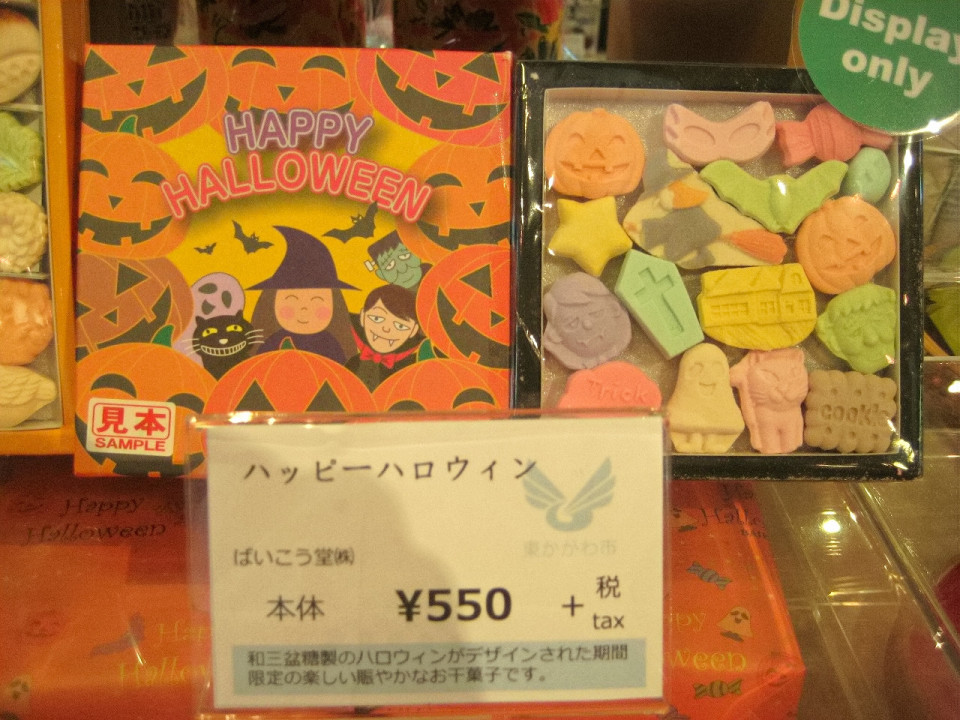 Display
only
HAPPY
HALLOWEEN
見本
SAMPLE
Trick
cookie
ハッピーハロウィン
東かがわ市
ばいこう堂㈱
本体 ¥550 + 税
tax
和三盆糖製のハロウィンがデザインされた期間
限定の楽しい賑やかなお干菓子です。
Happy
Halloween